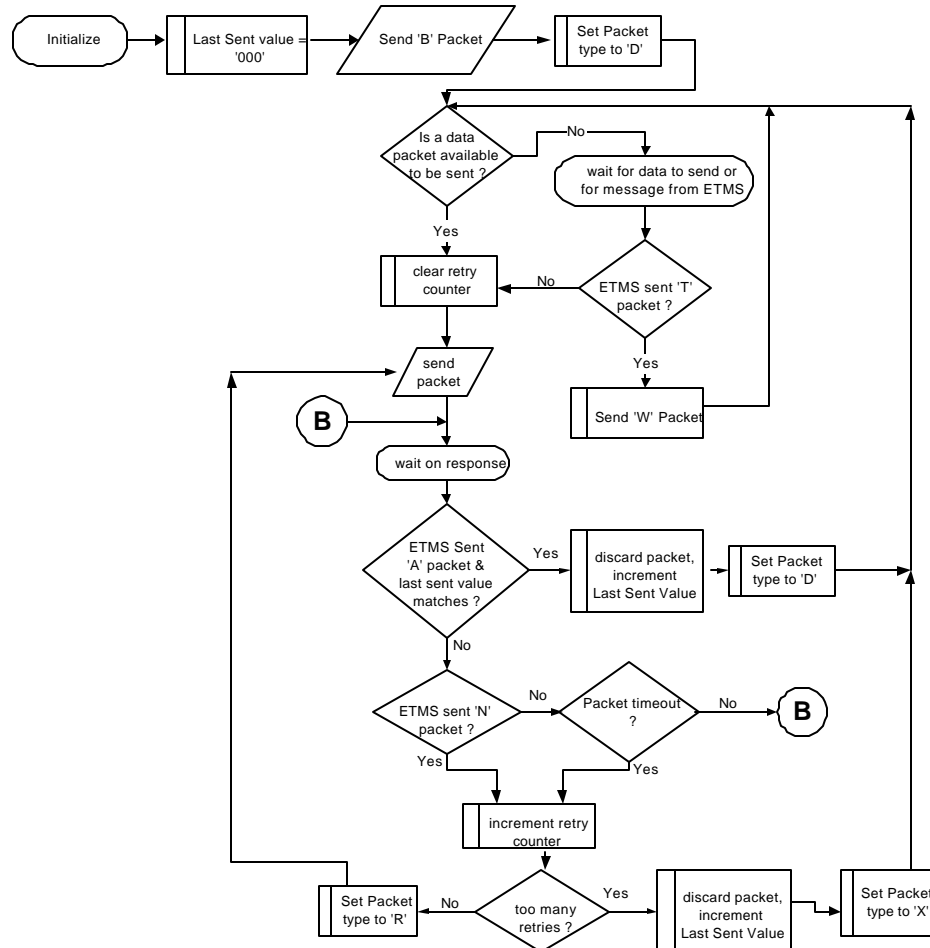 Initialize
Last Sent value =
'000'
Send 'B' Packet
Set Packet
type to 'D'
Is a data
packet available
to be sent ?
No
wait for data to send or
for message from ETMS
Yes
clear retry
counter
No
ETMS sent 'T'
packet ?
Yes
send
packet
Send 'W' Packet
B
wait on response
ETMS Sent
'A' packet &
last sent value
matches ?
Yes
discard packet,
increment
Last Sent Value
Set Packet
type to 'D'
No
ETMS sent 'N'
packet ?
No
Packet timeout
?
No
B
Yes
Yes
increment retry
counter
too many
retries ?
No
Set Packet
type to 'R'
Yes
discard packet,
increment
Last Sent Value
Set Packet
type to 'X'